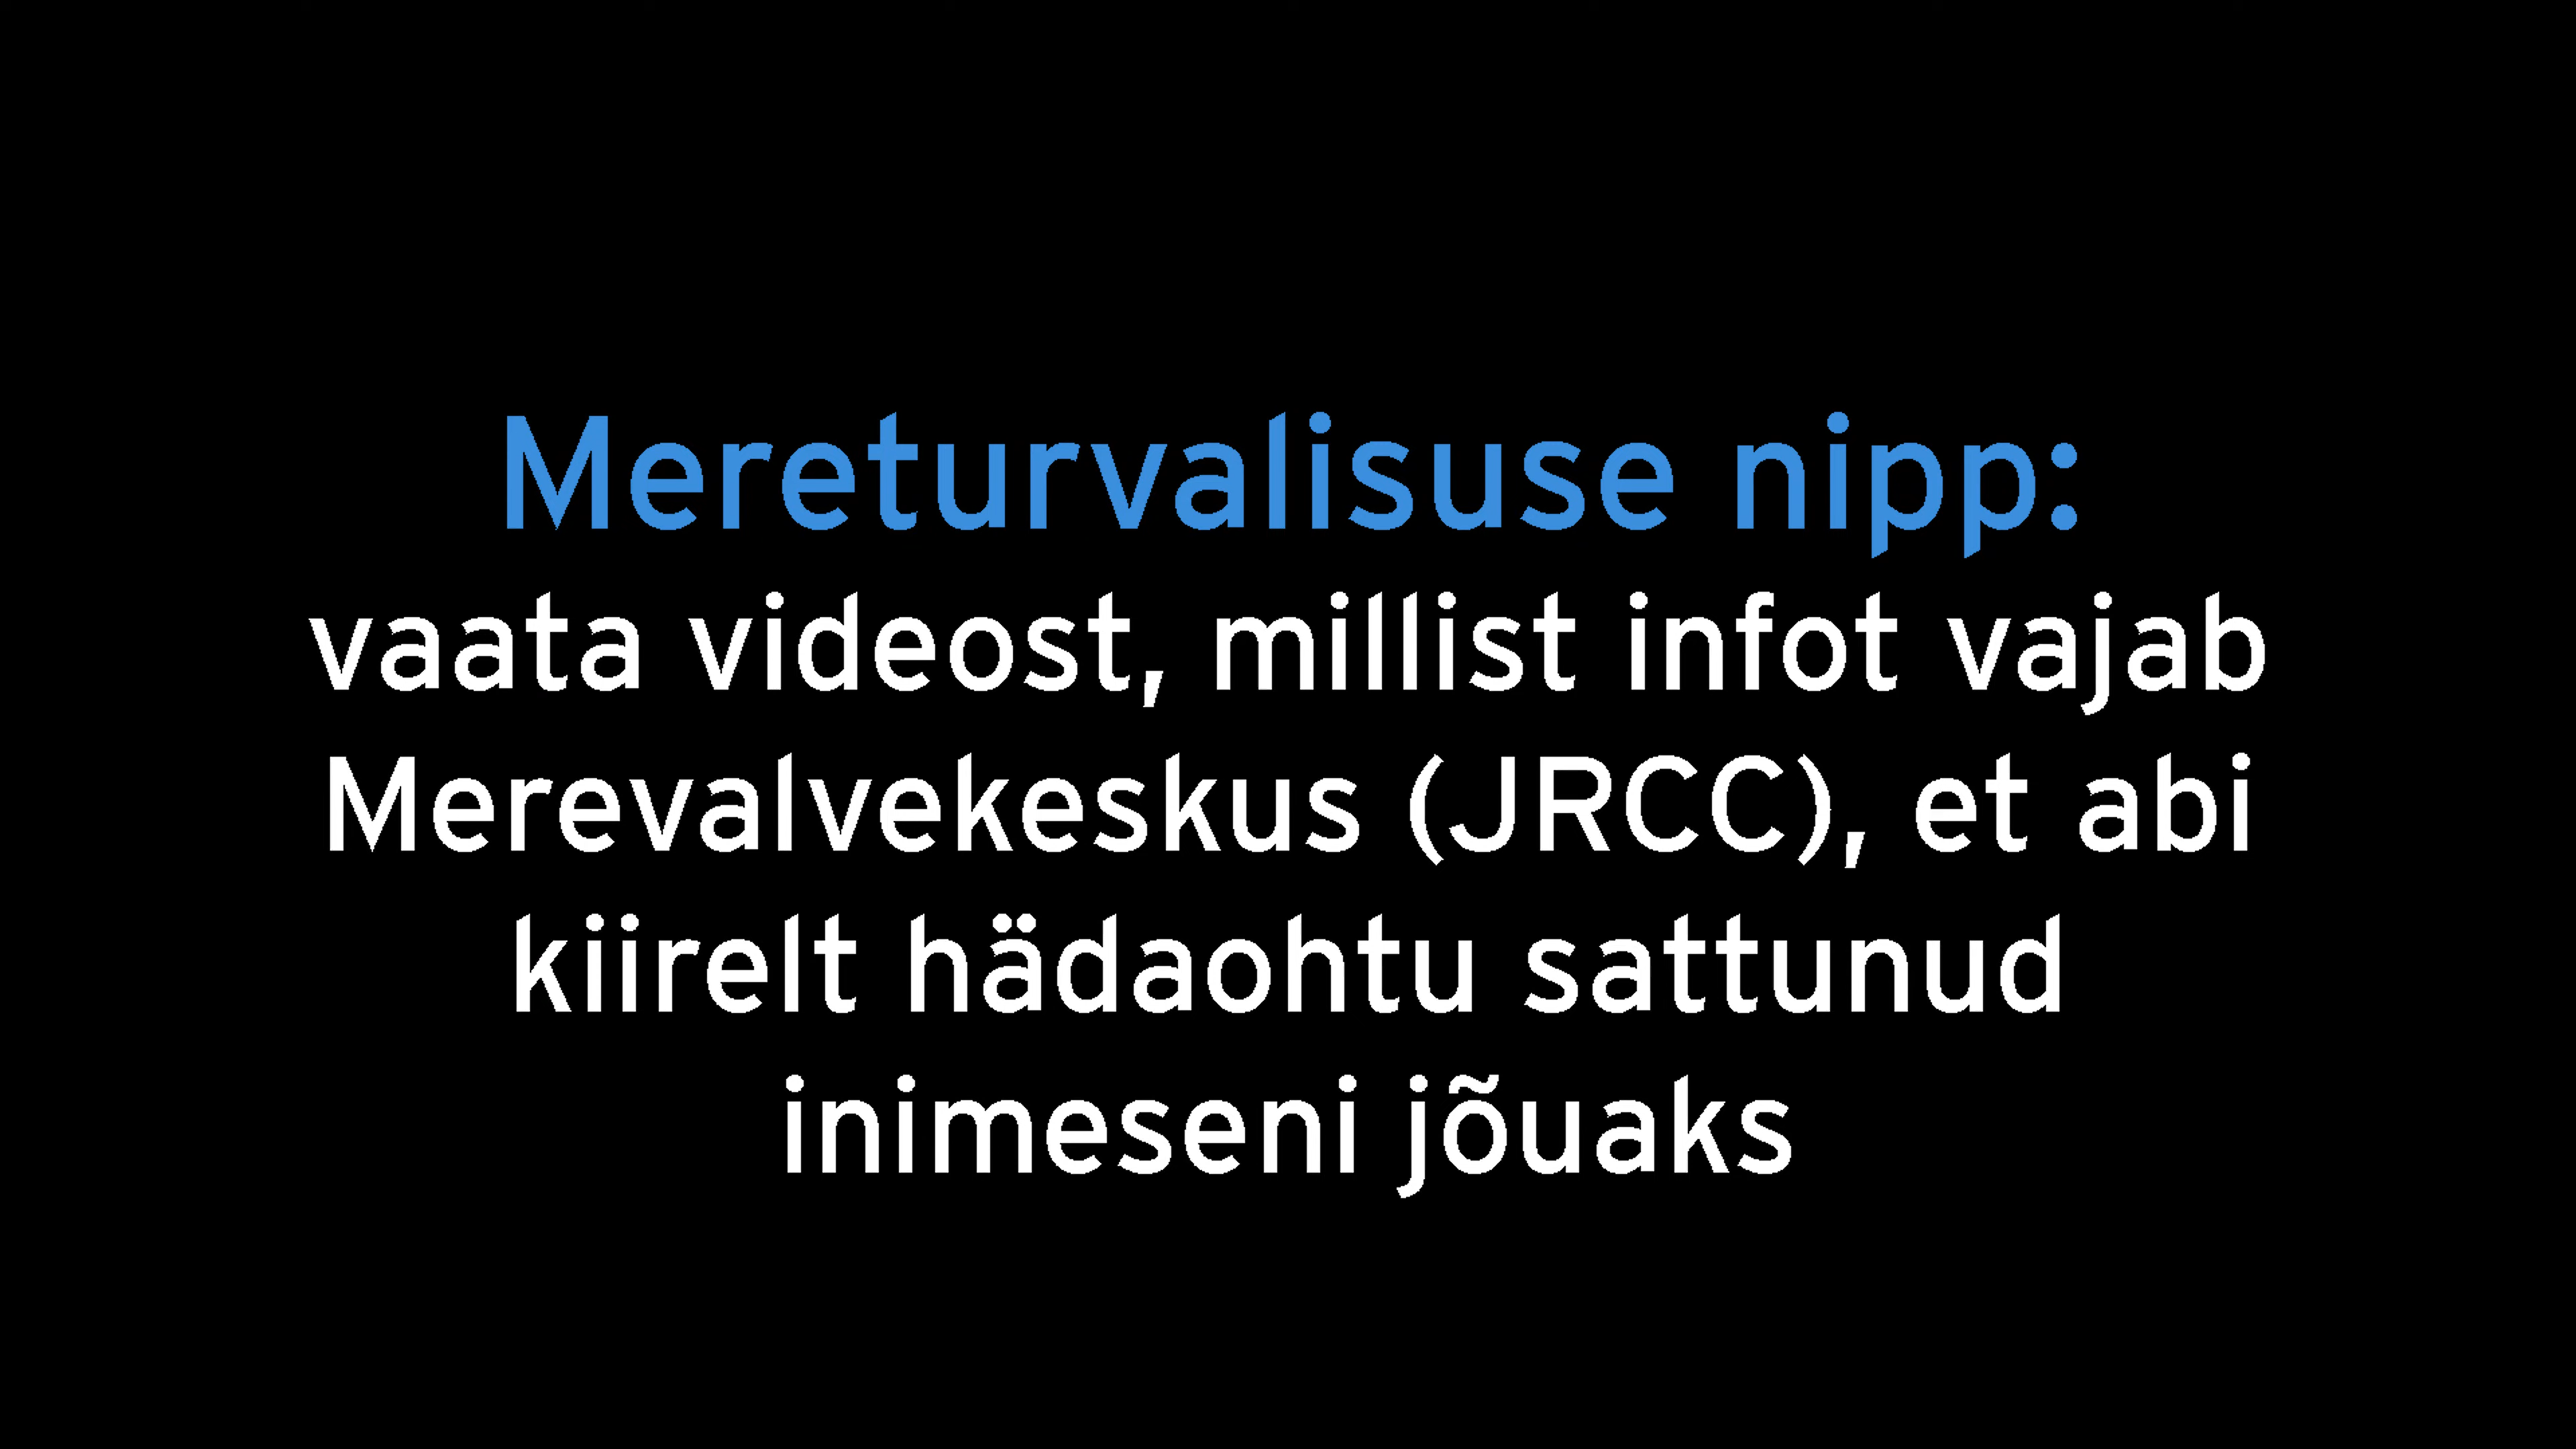 Mereturvalisuse nipp:
vaata videost, millist infot vajab
Merevalvekeskus (JRCC), et abi
kiirelt hädaohtu sattunud
inimeseni jõuaks